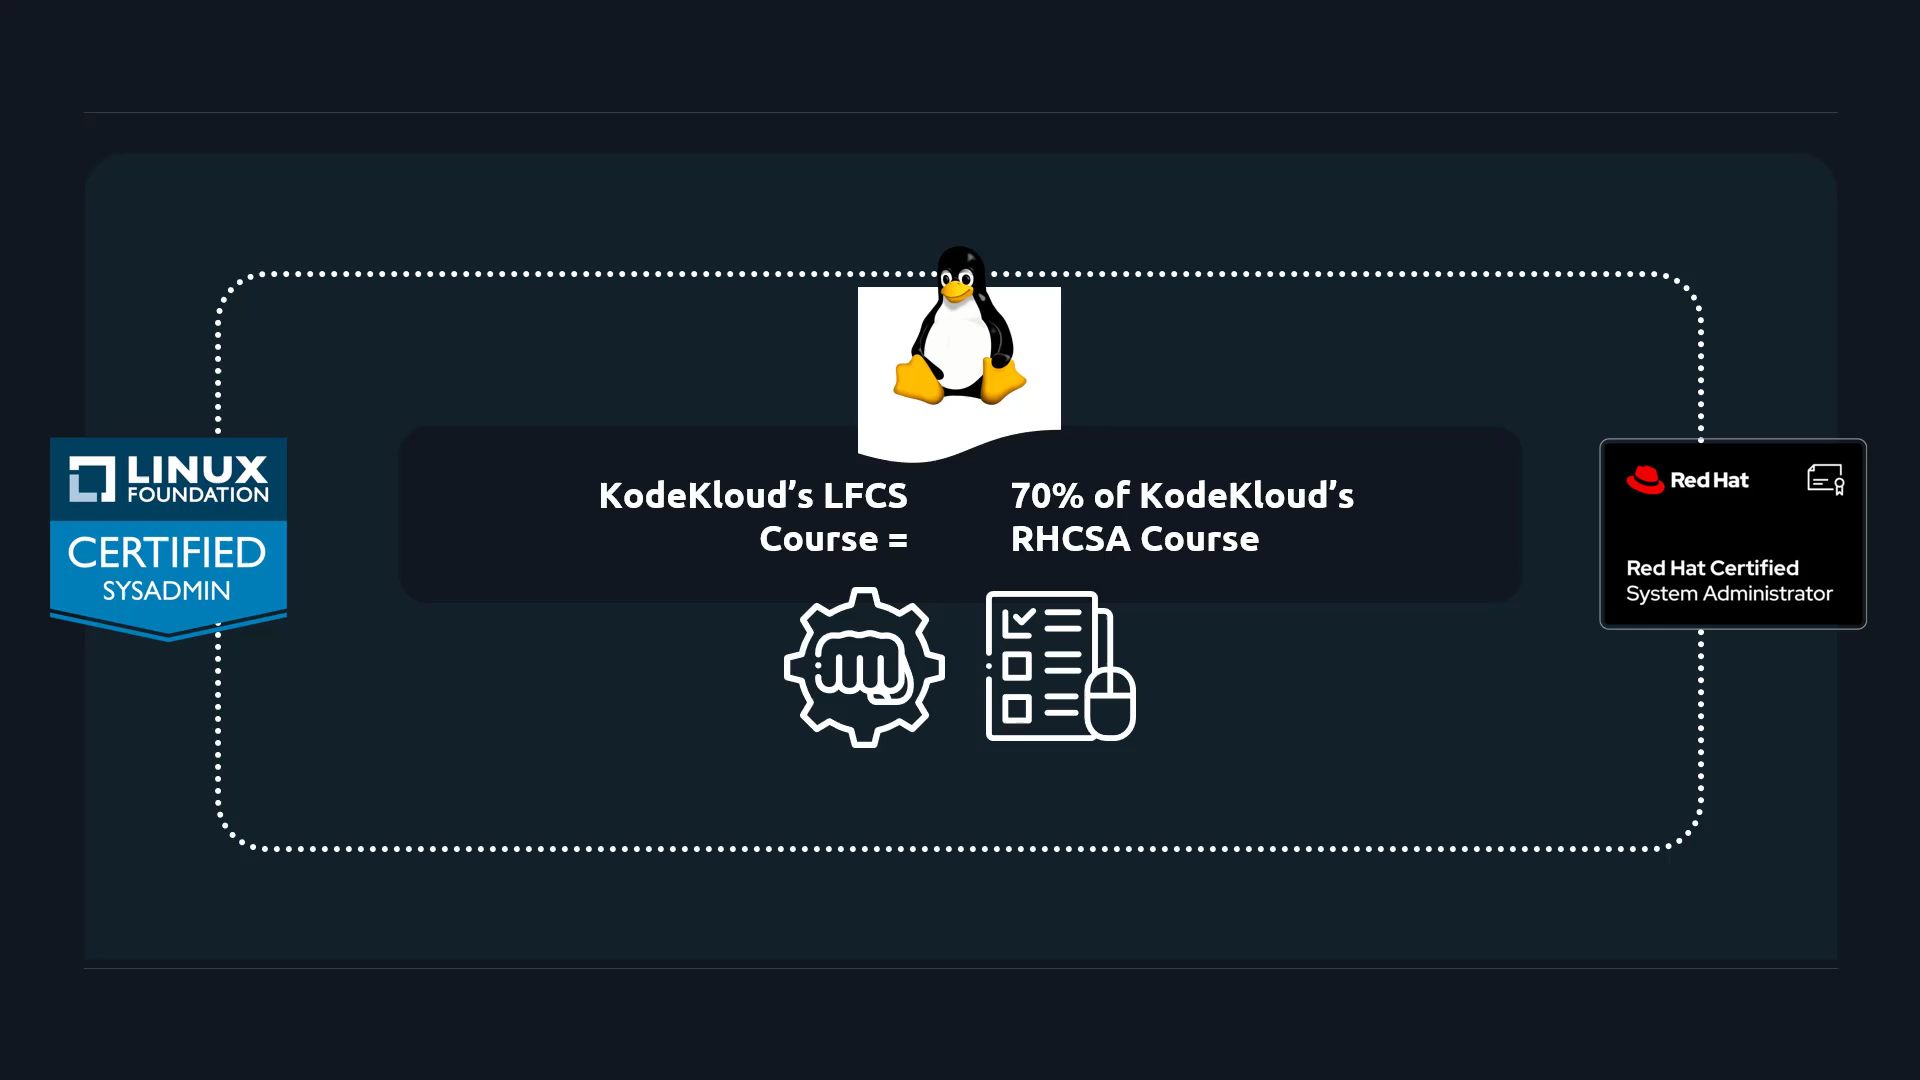 LINUX
FOUNDATION
CERTIFIED
SYSADMIN
KodeKloud’s LFCS
Course =
70% of KodeKloud’s
RHCSA Course
Red Hat
Red Hat Certified
System Administrator